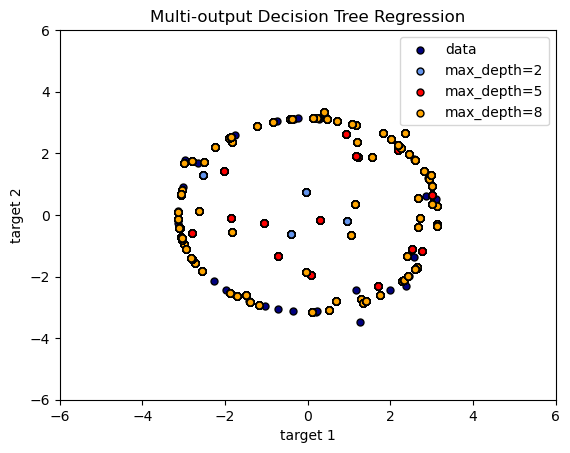 Multi-output Decision Tree Regression
data
max_depth=2
max_depth=5
max_depth=8
6
4
2
0
−2
−4
−6
target 2
−6
−4
−2
0
2
4
6
target 1